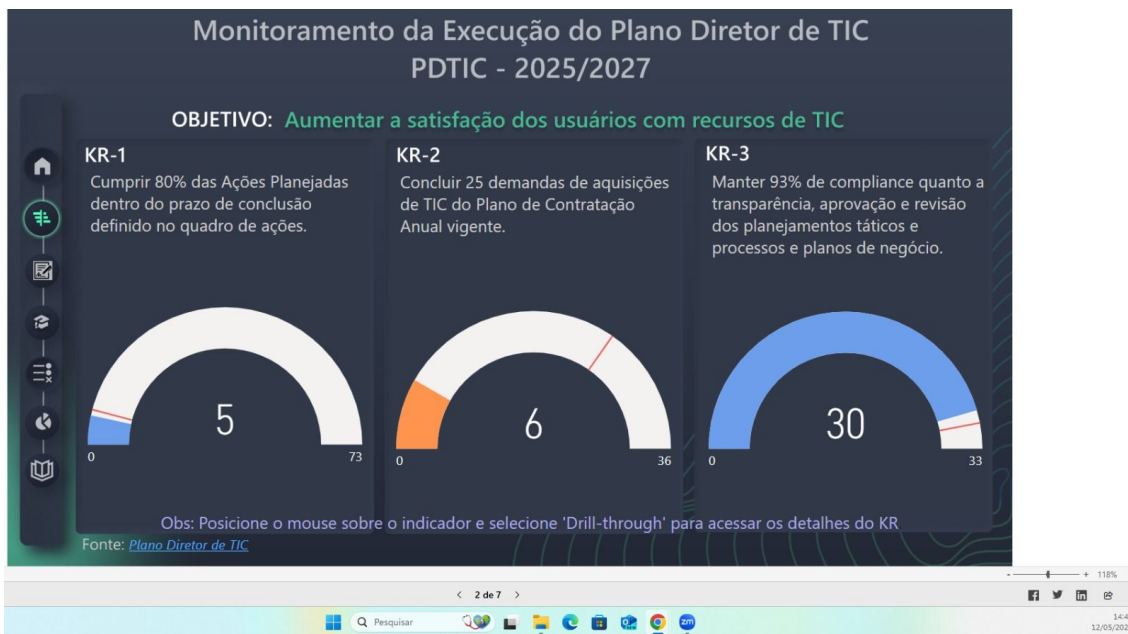 Monitoramento da Execução do Plano Diretor de TIC
PDTIC - 2025/2027
OBJETIVO: Aumentar a satisfação dos usuários com recursos de TIC
KR-1
Cumprir 80% das Ações Planejadas
dentro do prazo de conclusão
definido no quadro de ações.
5
0
73
KR-2
Concluir 25 demandas de aquisições
de TIC do Plano de Contratação
Anual vigente.
6
0
36
KR-3
Manter 93% de compliance quanto a
transparência, aprovação e revisão
dos planejamentos táticos e
processos e planos de negócio.
30
0
33
Obs: Posicione o mouse sobre o indicador e selecione 'Drill-through' para acessar os detalhes do KR
Fonte: Plano Diretor de TIC
- + 118%
< 2 de 7 >
Pesquisar
zm
14:4
12/05/202